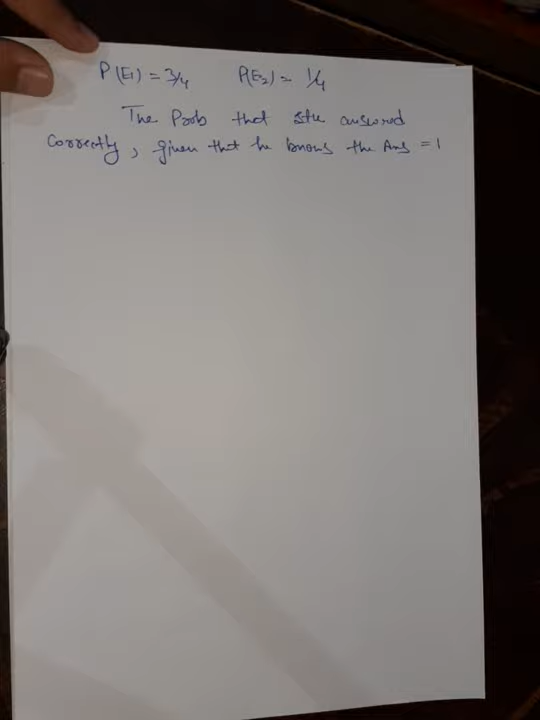 P(E1) = 3/4 P(E2) = 1/4
The Prob that stu answered
Correctly, given that he knows the Ans = 1